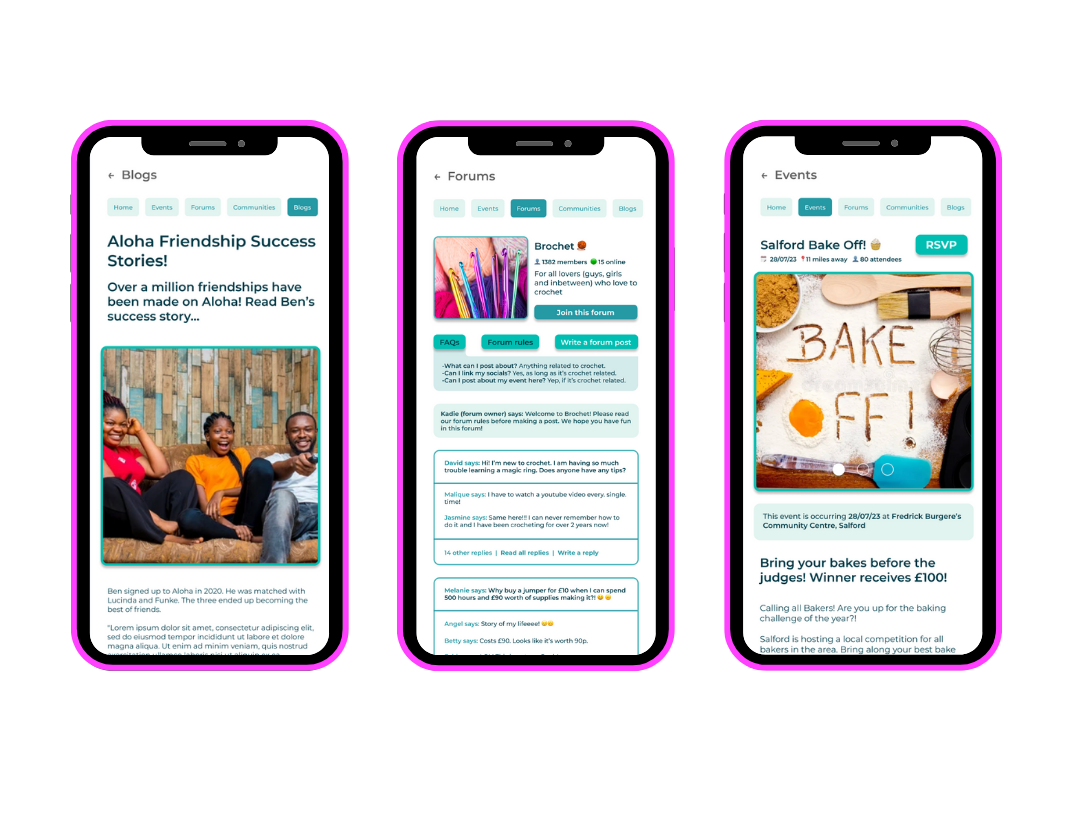 ← Blogs
Home Events Forums Communities Blogs
Aloha Friendship Success
Stories!
Over a million friendships have
been made on Aloha! Read Ben's
success story...
Ben signed up to Aloha in 2020. He was matched with
Lucinda and Funke. The three ended up becoming the
best of friends.
"Lorem ipsum dolor sit amet, consectetur adipiscing elit,
sed do eiusmod tempor incididunt ut labore et dolore
magna aliqua. Ut enim ad minim veniam, quis nostrud
← Forums
Home Events Forums Communities Blogs
Brochet
1382 members 15 online
For all lovers (guys, girls
and inbetween) who love to
crochet
Join this forum
FAQs Forum rules Write a forum post
-What can I post about? Anything related to crochet.
-Can I link my socials? Yes, as long as it's crochet related.
-Can I post about my event here? Yep, if it's crochet related.
Kadie (forum owner) says: Welcome to Brochet! Please read
our forum rules before making a post. We hope you have fun
in this forum!
David says: Hi! I'm new to crochet. I am having so much
trouble learning a magic ring. Does anyone have any tips?
Malique says: I have to watch a youtube video every. single.
time!
Jasmine says: Same here!!! I can never remember how to
do it and I have been crocheting for over 2 years now!
14 other replies | Read all replies | Write a reply
Melanie says: Why buy a jumper for £10 when I can spend
500 hours and £90 worth of supplies making it?! 
Angel says: Story of my lifeeee!
Betty says: Costs £90. Looks like it's worth 90p.
← Events
Home Events Forums Communities Blogs
Salford Bake Off!
RSVP
28/07/23 11 miles away 80 attendees
BAKE
OFF!
This event is occurring 28/07/23 at Fredrick Burgere's
Community Centre, Salford
Bring your bakes before the
judges! Winner receives £100!
Calling all Bakers! Are you up for the baking
challenge of the year?!
Salford is hosting a local competition for all
bakers in the area. Bring along your best bake